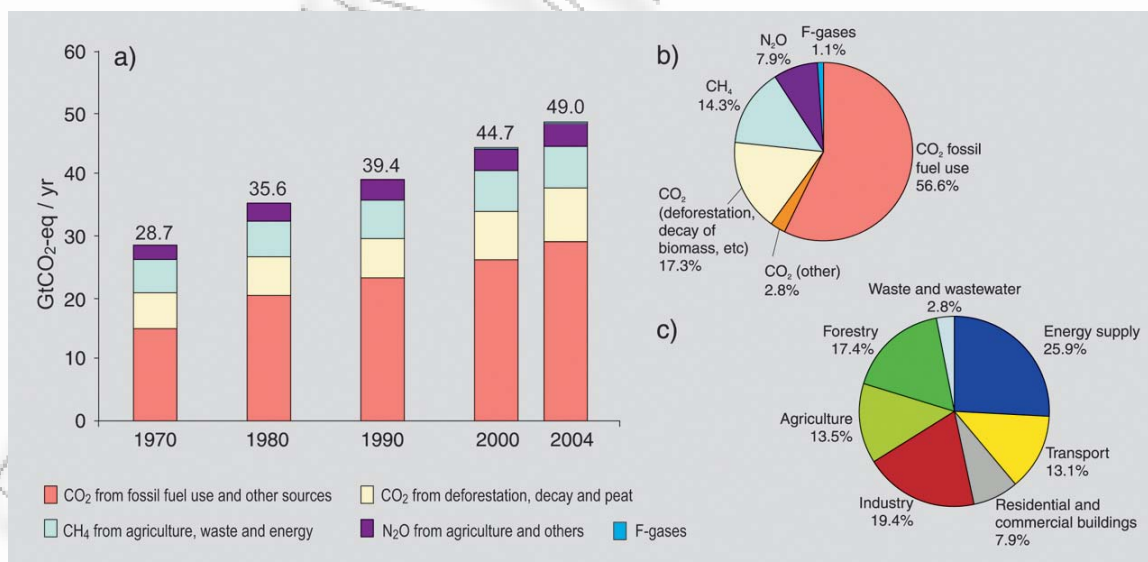 a)
GtCO₂-eq / yr
60
50
40
30
20
10
0
28.7
35.6
39.4
44.7
49.0
1970
1980
1990
2000
2004
CO₂ from fossil fuel use and other sources
CO₂ from deforestation, decay and peat
CH₄ from agriculture, waste and energy
N₂O from agriculture and others
F-gases
b)
F-gases
1.1%
N₂O
7.9%
CH₄
14.3%
CO₂
(deforestation,
decay of
biomass, etc)
17.3%
CO₂ (other)
2.8%
CO₂ fossil
fuel use
56.6%
c)
Waste and wastewater
2.8%
Forestry
17.4%
Energy supply
25.9%
Agriculture
13.5%
Transport
13.1%
Industry
19.4%
Residential and
commercial buildings
7.9%